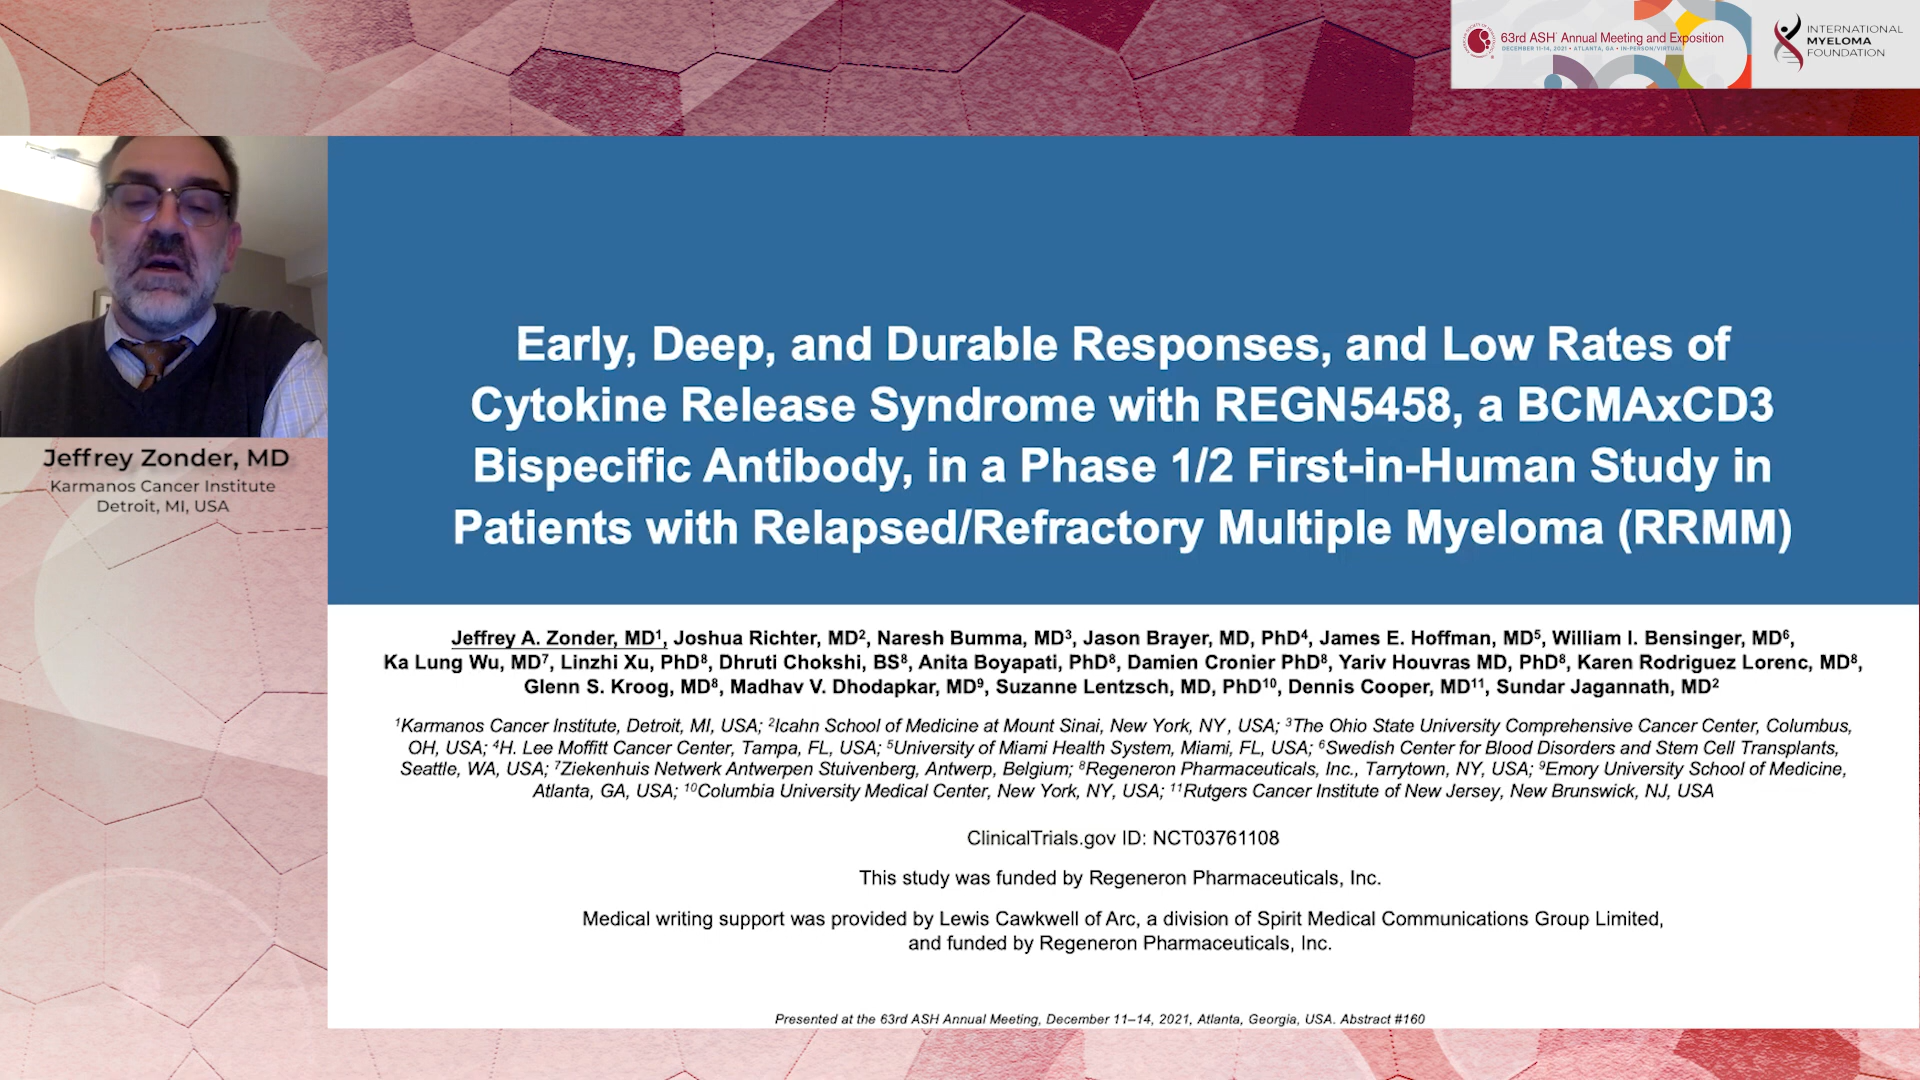 63rd ASH® Annual Meeting and Exposition
DECEMBER 11-14, 2021 • ATLANTA, GA • IN-PERSON/VIRTUAL
INTERNATIONAL
MYELOMA
FOUNDATION
Jeffrey Zonder, MD
Karmanos Cancer Institute
Detroit, MI, USA
Early, Deep, and Durable Responses, and Low Rates of
Cytokine Release Syndrome with REGN5458, a BCMAxCD3
Bispecific Antibody, in a Phase 1/2 First-in-Human Study in
Patients with Relapsed/Refractory Multiple Myeloma (RRMM)
Jeffrey A. Zonder, MD¹, Joshua Richter, MD², Naresh Bumma, MD³, Jason Brayer, MD, PhD⁴, James E. Hoffman, MD⁵, William I. Bensinger, MD⁶,
Ka Lung Wu, MD⁷, Linzhi Xu, PhD⁸, Dhruti Chokshi, BS⁸, Anita Boyapati, PhD⁸, Damien Cronier PhD⁸, Yariv Houvras MD, PhD⁸, Karen Rodriguez Lorenc, MD⁸,
Glenn S. Kroog, MD⁸, Madhav V. Dhodapkar, MD⁹, Suzanne Lentzsch, MD, PhD¹⁰, Dennis Cooper, MD¹¹, Sundar Jagannath, MD²
¹Karmanos Cancer Institute, Detroit, MI, USA; ²Icahn School of Medicine at Mount Sinai, New York, NY, USA; ³The Ohio State University Comprehensive Cancer Center, Columbus,
OH, USA; ⁴H. Lee Moffitt Cancer Center, Tampa, FL, USA; ⁵University of Miami Health System, Miami, FL, USA; ⁶Swedish Center for Blood Disorders and Stem Cell Transplants,
Seattle, WA, USA; ⁷Ziekenhuis Netwerk Antwerpen Stuivenberg, Antwerp, Belgium; ⁸Regeneron Pharmaceuticals, Inc., Tarrytown, NY, USA; ⁹Emory University School of Medicine,
Atlanta, GA, USA; ¹⁰Columbia University Medical Center, New York, NY, USA; ¹¹Rutgers Cancer Institute of New Jersey, New Brunswick, NJ, USA
ClinicalTrials.gov ID: NCT03761108
This study was funded by Regeneron Pharmaceuticals, Inc.
Medical writing support was provided by Lewis Cawkwell of Arc, a division of Spirit Medical Communications Group Limited,
and funded by Regeneron Pharmaceuticals, Inc.
Presented at the 63rd ASH Annual Meeting, December 11–14, 2021, Atlanta, Georgia, USA. Abstract #160